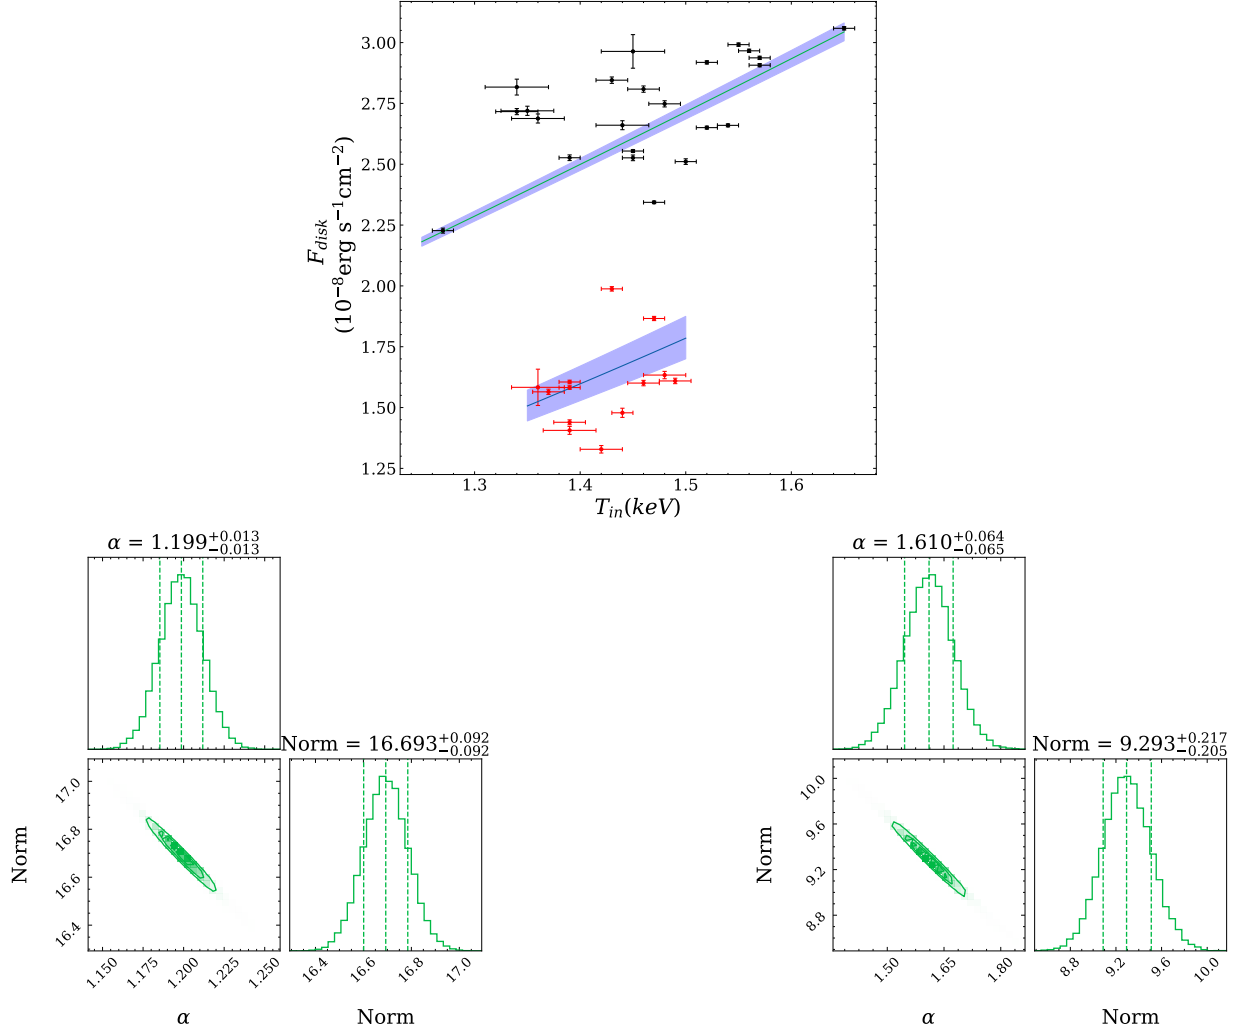 3.00
2.75
2.50
2.25
2.00
1.75
1.50
1.25
F_{disk}
(10^{−8}erg s^{−1}cm^{−2})
1.3 1.4 1.5 1.6
T_{in}(keV)
α = 1.199^{+0.013}_{−0.013}
α = 1.610^{+0.064}_{−0.065}
Norm = 16.693^{+0.092}_{−0.092}
Norm = 9.293^{+0.217}_{−0.205}
17.0
16.8
16.6
16.4
Norm
10.0
9.6
9.2
8.8
Norm
1.150 1.175 1.200 1.225 1.250
α
16.4 16.6 16.8 17.0
Norm
1.50 1.65 1.80
α
8.8 9.2 9.6 10.0
Norm